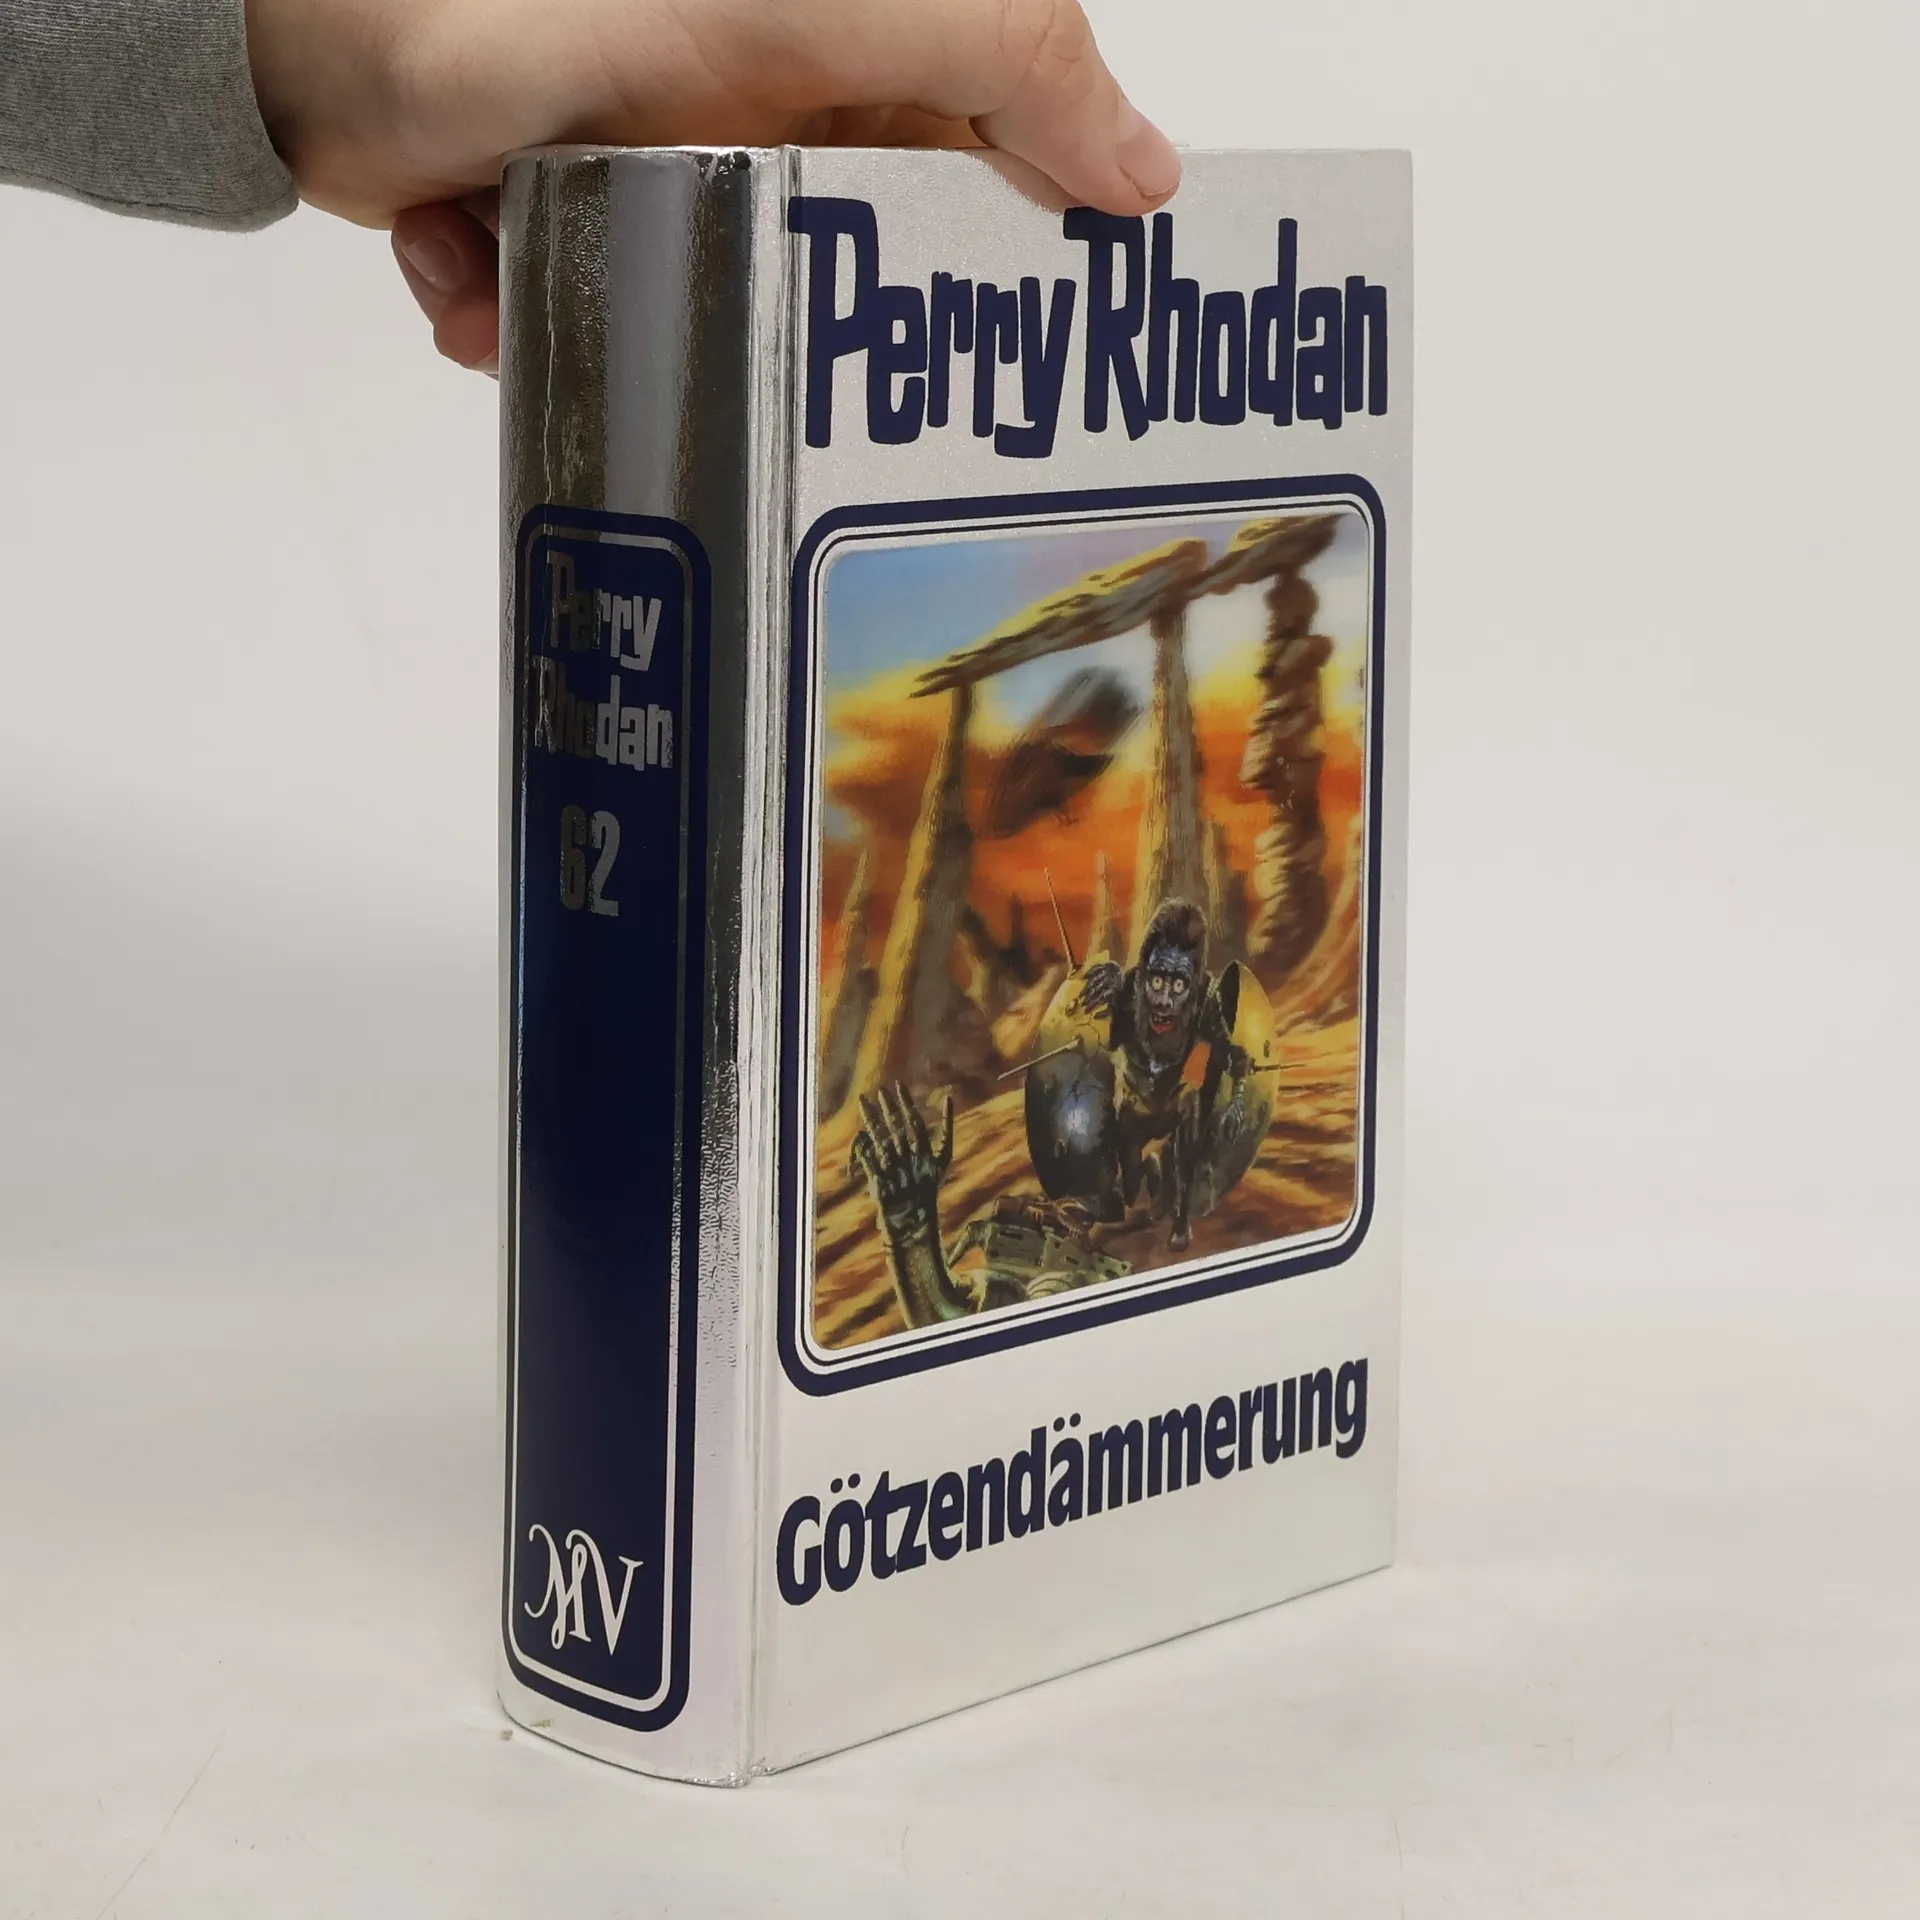 Perry Rhodan
Götzendämmerung
Perry
Rhodan
62
MV